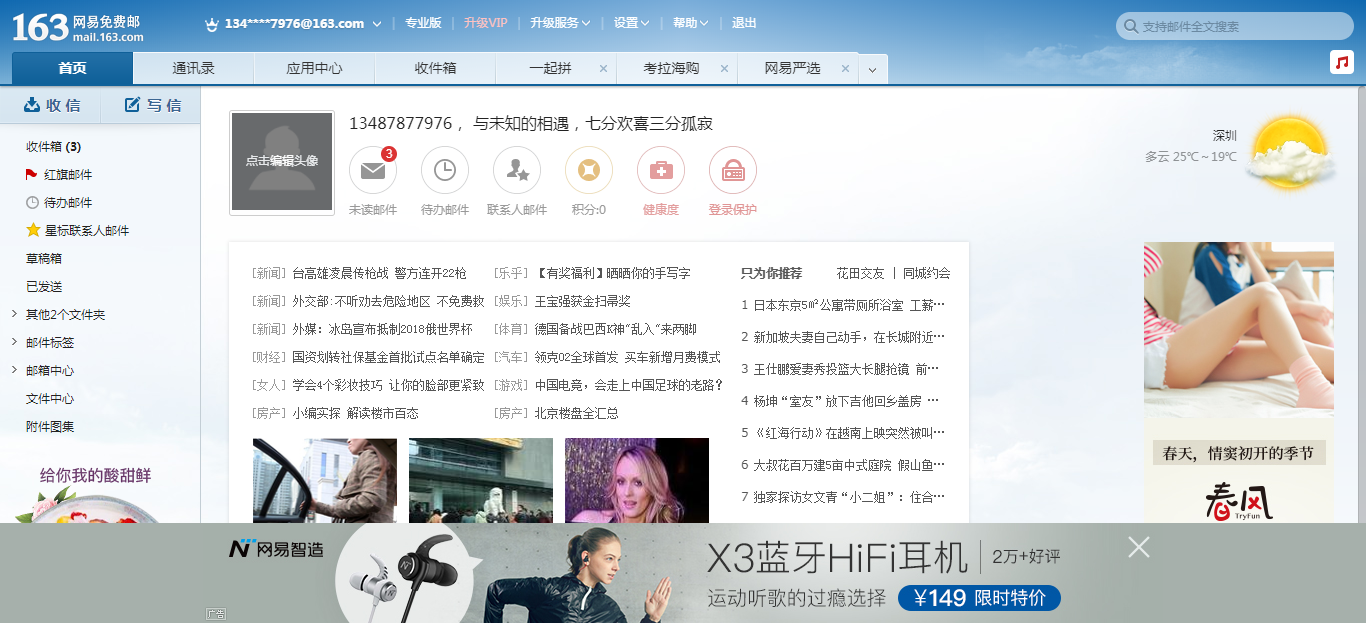 163 网易免费邮
mail.163.com
134****7976@163.com
专业版
升级VIP
升级服务
设置
帮助
退出
支持邮件全文搜索
首页
通讯录
应用中心
收件箱
一起拼
考拉海购
网易严选
收信
写信
收件箱 (3)
红旗邮件
待办邮件
星标联系人邮件
草稿箱
已发送
其他2个文件夹
邮件标签
邮箱中心
文件中心
附件图集
给你我的酸甜鲜
点击编辑头像
13487877976 ，与未知的相遇，七分欢喜三分孤寂
3
未读邮件
待办邮件
联系人邮件
积分:0
健康度
登录保护
深圳
多云 25℃~19℃
[新闻] 台高雄凌晨传枪战 警方连开22枪
[新闻] 外交部:不听劝去危险地区 不免费救
[新闻] 外媒: 冰岛宣布抵制2018俄世界杯
[财经] 国资划转社保基金首批试点名单确定
[女人] 学会4个彩妆技巧 让你的脸部更紧致
[房产] 小编实探 解读楼市百态
[乐乎] 【有奖福利】晒晒你的手写字
[娱乐] 王宝强获金扫帚奖
[体育] 德国备战巴西K神“乱入”来两脚
[汽车] 领克02全球首发 买车新增月费模式
[游戏] 中国电竞，会走上中国足球的老路?
[房产] 北京楼盘全汇总
只为你推荐
花田交友 | 同城约会
1 日本东京5㎡公寓带厕所浴室 工薪…
2 新加坡夫妻自己动手，在长城附近…
3 王仕鹏爱妻秀投篮大长腿抢镜 前…
4 杨坤“室友”放下吉他回乡盖房 …
5 《红海行动》在越南上映突然被叫…
6 大叔花百万建5亩中式庭院 假山鱼…
7 独家探访女文青“小二姐”：住合…
春天，情窦初开的季节
春风
TryFun
网易智造
X3蓝牙HiFi耳机 | 2万+好评
运动听歌的过瘾选择
¥149 限时特价
广告